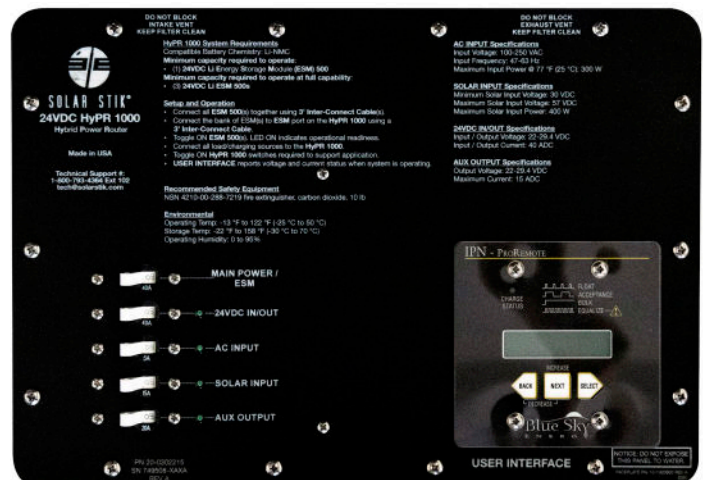 DO NOT BLOCK
INTAKE VENT
KEEP FILTER CLEAN
DO NOT BLOCK
EXHAUST VENT
KEEP FILTER CLEAN
SOLAR STIK®
24VDC HyPR 1000
Hybrid Power Router
Made in USA
Technical Support #:
1-800-793-4364 Ext 102
tech@solarstik.com
HyPR 1000 System Requirements
Compatible Battery Chemistry: Li-NMC
Minimum capacity required to operate:
• (1) 24VDC Li Energy Storage Module (ESM) 500
Minimum capacity required to operate at full capability:
• (3) 24VDC Li ESM 500s
Setup and Operation
• Connect all ESM 500(s) together using 3' Inter-Connect Cable(s).
• Connect the bank of ESM(s) to ESM port on the HyPR 1000 using a
3' Inter-Connect Cable.
• Toggle ON ESM 500(s). LED ON indicates operational readiness.
• Connect all load/charging sources to the HyPR 1000.
• Toggle ON HyPR 1000 switches required to support application.
• USER INTERFACE reports voltage and current status when system is operating.
Recommended Safety Equipment
NSN 4210-00-288-7219 fire extinguisher, carbon dioxide, 10 lb
Environmental
Operating Temp: -13 °F to 122 °F (-25 °C to 50 °C)
Storage Temp: -22 °F to 158 °F (-30 °C to 70 °C)
Operating Humidity: 0 to 95%
AC INPUT Specifications
Input Voltage: 100-250 VAC
Input Frequency: 47-63 Hz
Maximum Input Power @ 77 °F (25 °C): 300 W
SOLAR INPUT Specifications
Minimum Solar Input Voltage: 30 VDC
Maximum Solar Input Voltage: 57 VDC
Maximum Solar Input Power: 400 W
24VDC IN/OUT Specifications
Input / Output Voltage: 22-29.4 VDC
Input / Output Current: 40 ADC
AUX OUTPUT Specifications
Output Voltage: 22-29.4 VDC
Maximum Current: 15 ADC
MAIN POWER /
ESM
40A
24VDC IN/OUT
40A
AC INPUT
5A
SOLAR INPUT
15A
AUX OUTPUT
20A
IPN - PROREMOTE
CHARGE
STATUS
FLOAT
ACCEPTANCE
BULK
EQUALIZE
INCREASE
BACK
NEXT
SELECT
DECREASE
Blue Sky
ENERGY
PN 20-0202215
SN T49508-XAXA
REV A
USER INTERFACE
NOTICE: DO NOT EXPOSE
THIS PANEL TO WATER.